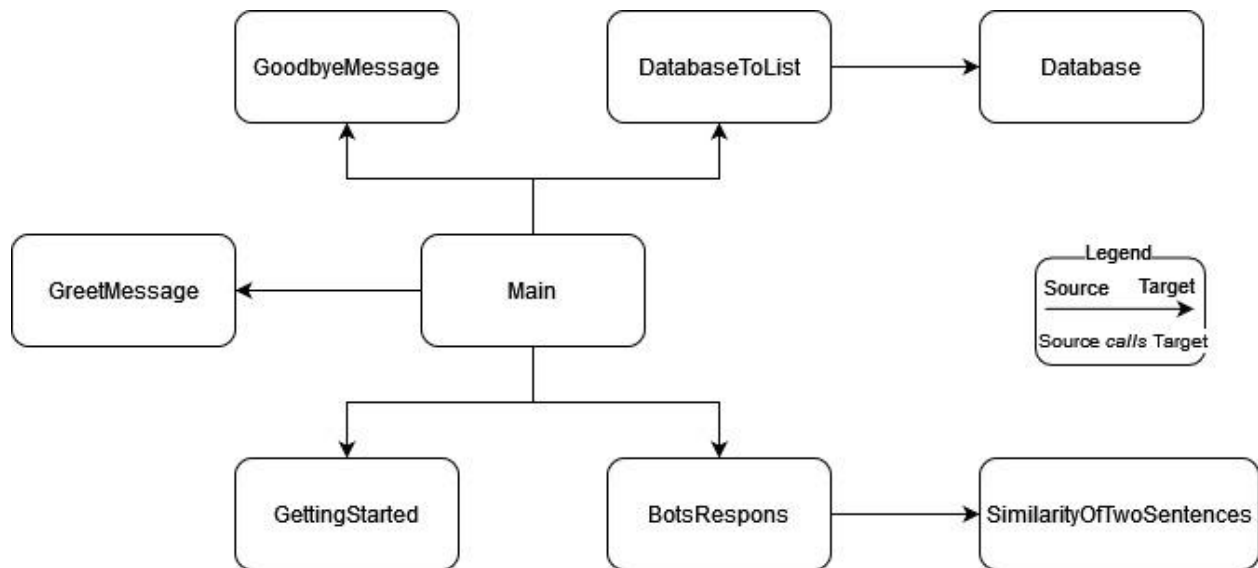 GoodbyeMessage
DatabaseToList
Database
GreetMessage
Main
Legend
Source Target
Source calls Target
GettingStarted
BotsRespons
SimilarityOfTwoSentences